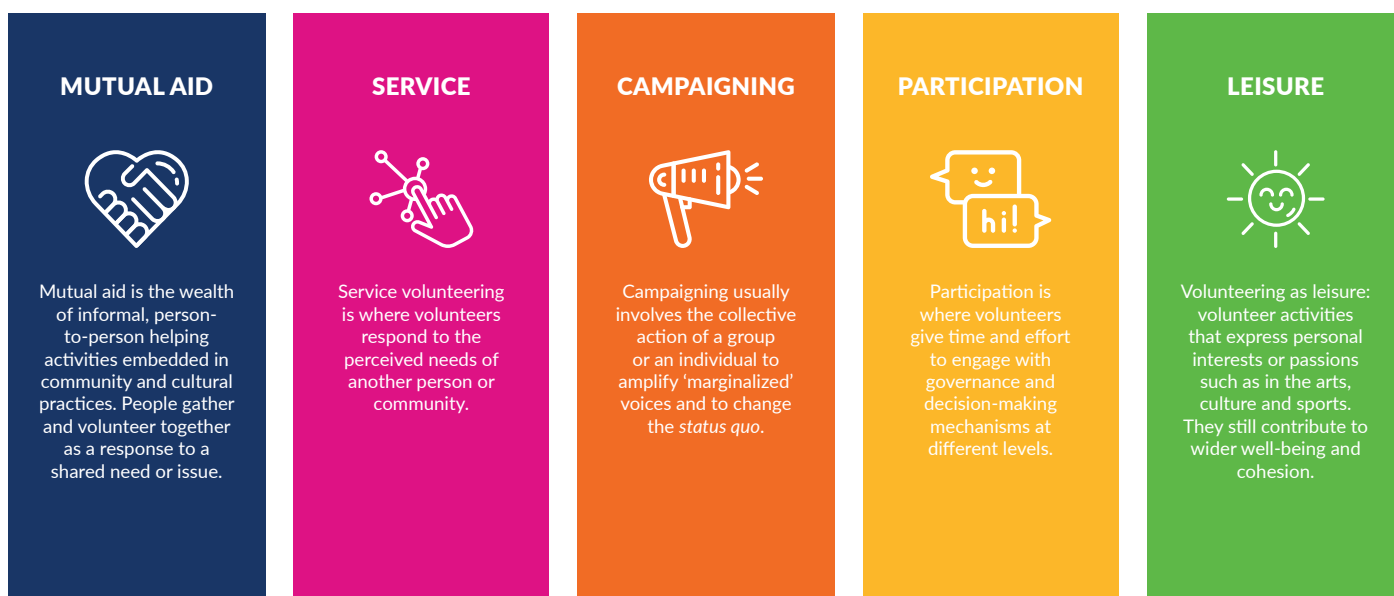 MUTUAL AID
Mutual aid is the wealth
of informal, person-
to-person helping
activities embedded in
community and cultural
practices. People gather
and volunteer together
as a response to a
shared need or issue.
SERVICE
Service volunteering
is where volunteers
respond to the
perceived needs of
another person or
community.
CAMPAIGNING
Campaigning usually
involves the collective
action of a group
or an individual to
amplify ‘marginalized’
voices and to change
the status quo.
PARTICIPATION
hi!
Participation is
where volunteers
give time and effort
to engage with
governance and
decision-making
mechanisms at
different levels.
LEISURE
Volunteering as leisure:
volunteer activities
that express personal
interests or passions
such as in the arts,
culture and sports.
They still contribute to
wider well-being and
cohesion.